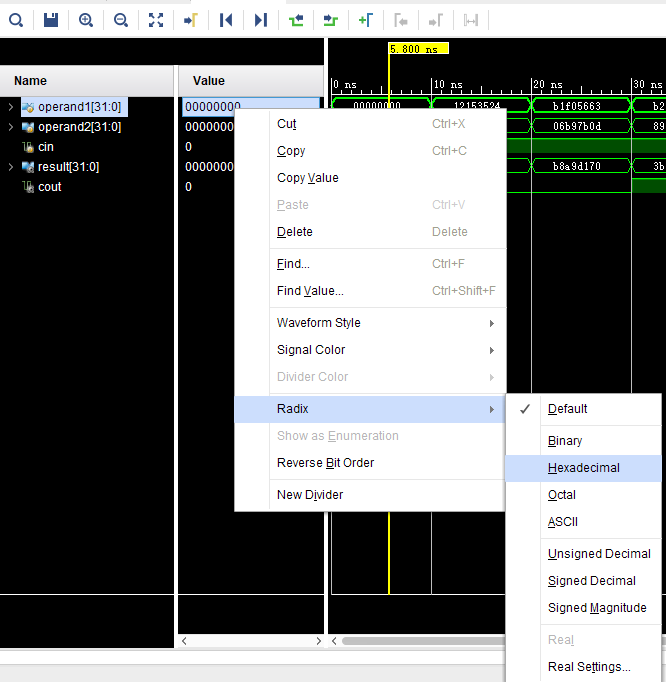 5.800 ns
Name Value
0 ns 10 ns 20 ns 30 ns
operand1[31:0] 00000000 00000000 12153524 b1f05663 b2
operand2[31:0] 0000000 06b97b0d 89
cin 0
result[31:0] 0000000 b8a9d170 3b
cout 0
Cut Ctrl+X
Copy Ctrl+C
Copy Value
Paste Ctrl+V
Delete Delete
Find... Ctrl+F
Find Value... Ctrl+Shift+F
Waveform Style
Signal Color
Divider Color
Radix
Show as Enumeration
Reverse Bit Order
New Divider
Default
Binary
Hexadecimal
Octal
ASCII
Unsigned Decimal
Signed Decimal
Signed Magnitude
Real
Real Settings...